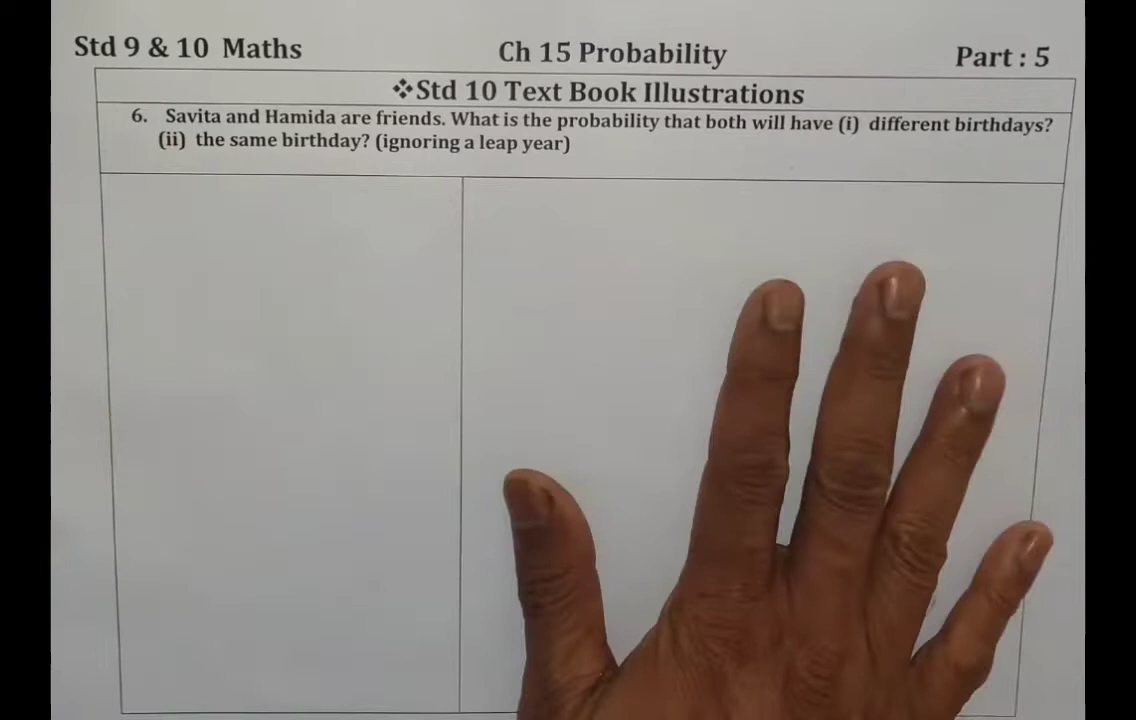 Std 9 & 10 Maths Ch 15 Probability Part : 5
❖Std 10 Text Book Illustrations
6. Savita and Hamida are friends. What is the probability that both will have (i) different birthdays?
(ii) the same birthday? (ignoring a leap year)